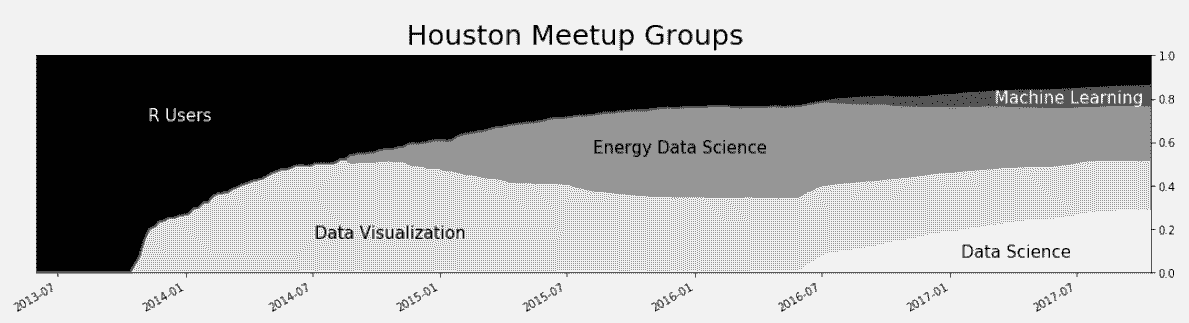 Houston Meetup Groups
R Users
Machine Learning
Energy Data Science
Data Visualization
Data Science
1.0
0.8
0.6
0.4
0.2
0.0
2013-07
2014-01
2014-07
2015-01
2015-07
2016-01
2016-07
2017-01
2017-07